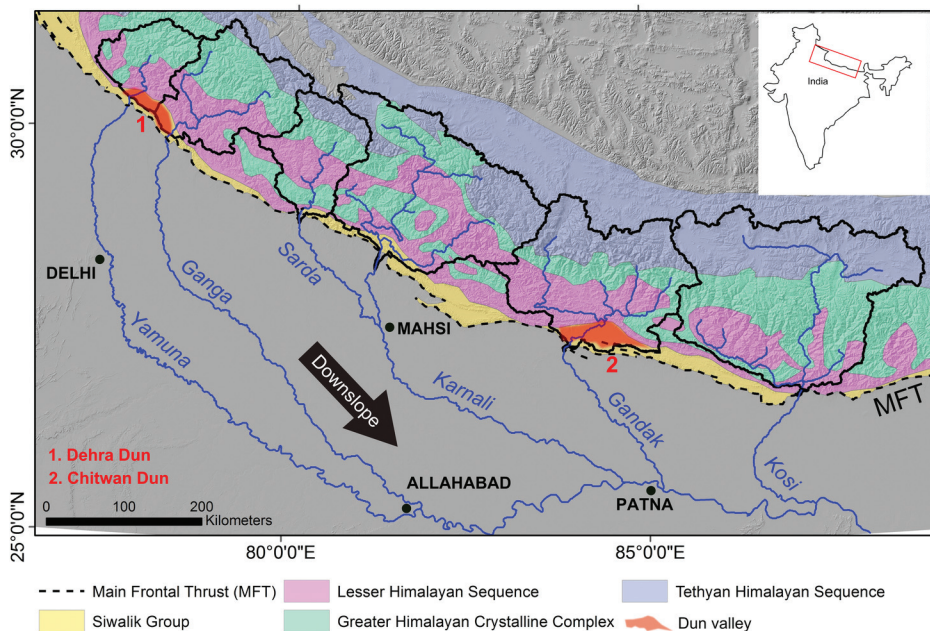 India
30°0'0"N
1
DELHI
Ganga
Sarda
Yamuna
MAHSI
Downslope
Karnali
2
Gandak
MFT
Kosi
1. Dehra Dun
2. Chitwan Dun
ALLAHABAD
PATNA
0 50 100 200
Kilometers
25°0'0"N
80°0'0"E
85°0'0"E
Main Frontal Thrust (MFT)
Lesser Himalayan Sequence
Tethyan Himalayan Sequence
Siwalik Group
Greater Himalayan Crystalline Complex
Dun valley